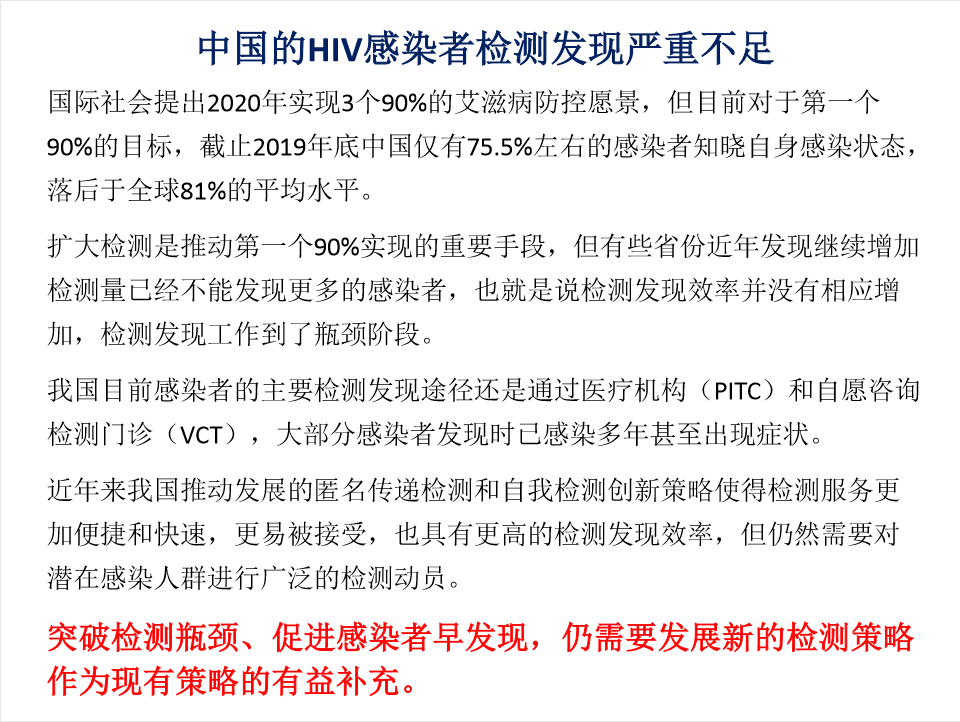 中国的HIV感染者检测发现严重不足
国际社会提出2020年实现3个90%的艾滋病防控愿景，但目前对于第一个
90%的目标，截止2019年底中国仅有75.5%左右的感染者知晓自身感染状态，
落后于全球81%的平均水平。
扩大检测是推动第一个90%实现的重要手段，但有些省份近年发现继续增加
检测量已经不能发现更多的感染者，也就是说检测发现效率并没有相应增
加，检测发现工作到了瓶颈阶段。
我国目前感染者的主要检测发现途径还是通过医疗机构（PITC）和自愿咨询
检测门诊（VCT），大部分感染者发现时已感染多年甚至出现症状。
近年来我国推动发展的匿名传递检测和自我检测创新策略使得检测服务更
加便捷和快速，更易被接受，也具有更高的检测发现效率，但仍然需要对
潜在感染人群进行广泛的检测动员。
突破检测瓶颈、促进感染者早发现，仍需要发展新的检测策略
作为现有策略的有益补充。